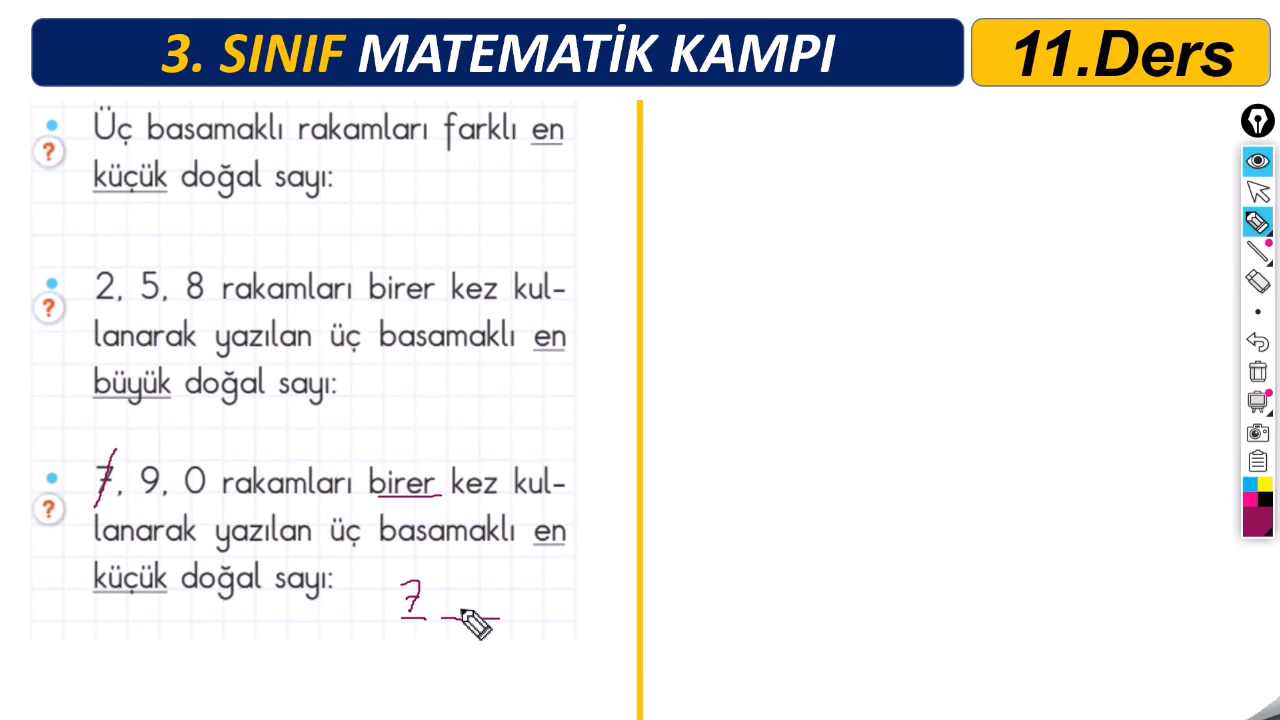 3. SINIF MATEMATİK KAMPI
11.Ders
? Üç basamaklı rakamları farklı en
küçük doğal sayı:
? 2, 5, 8 rakamları birer kez kul-
lanarak yazılan üç basamaklı en
büyük doğal sayı:
? 7, 9, 0 rakamları birer kez kul-
lanarak yazılan üç basamaklı en
küçük doğal sayı:
7